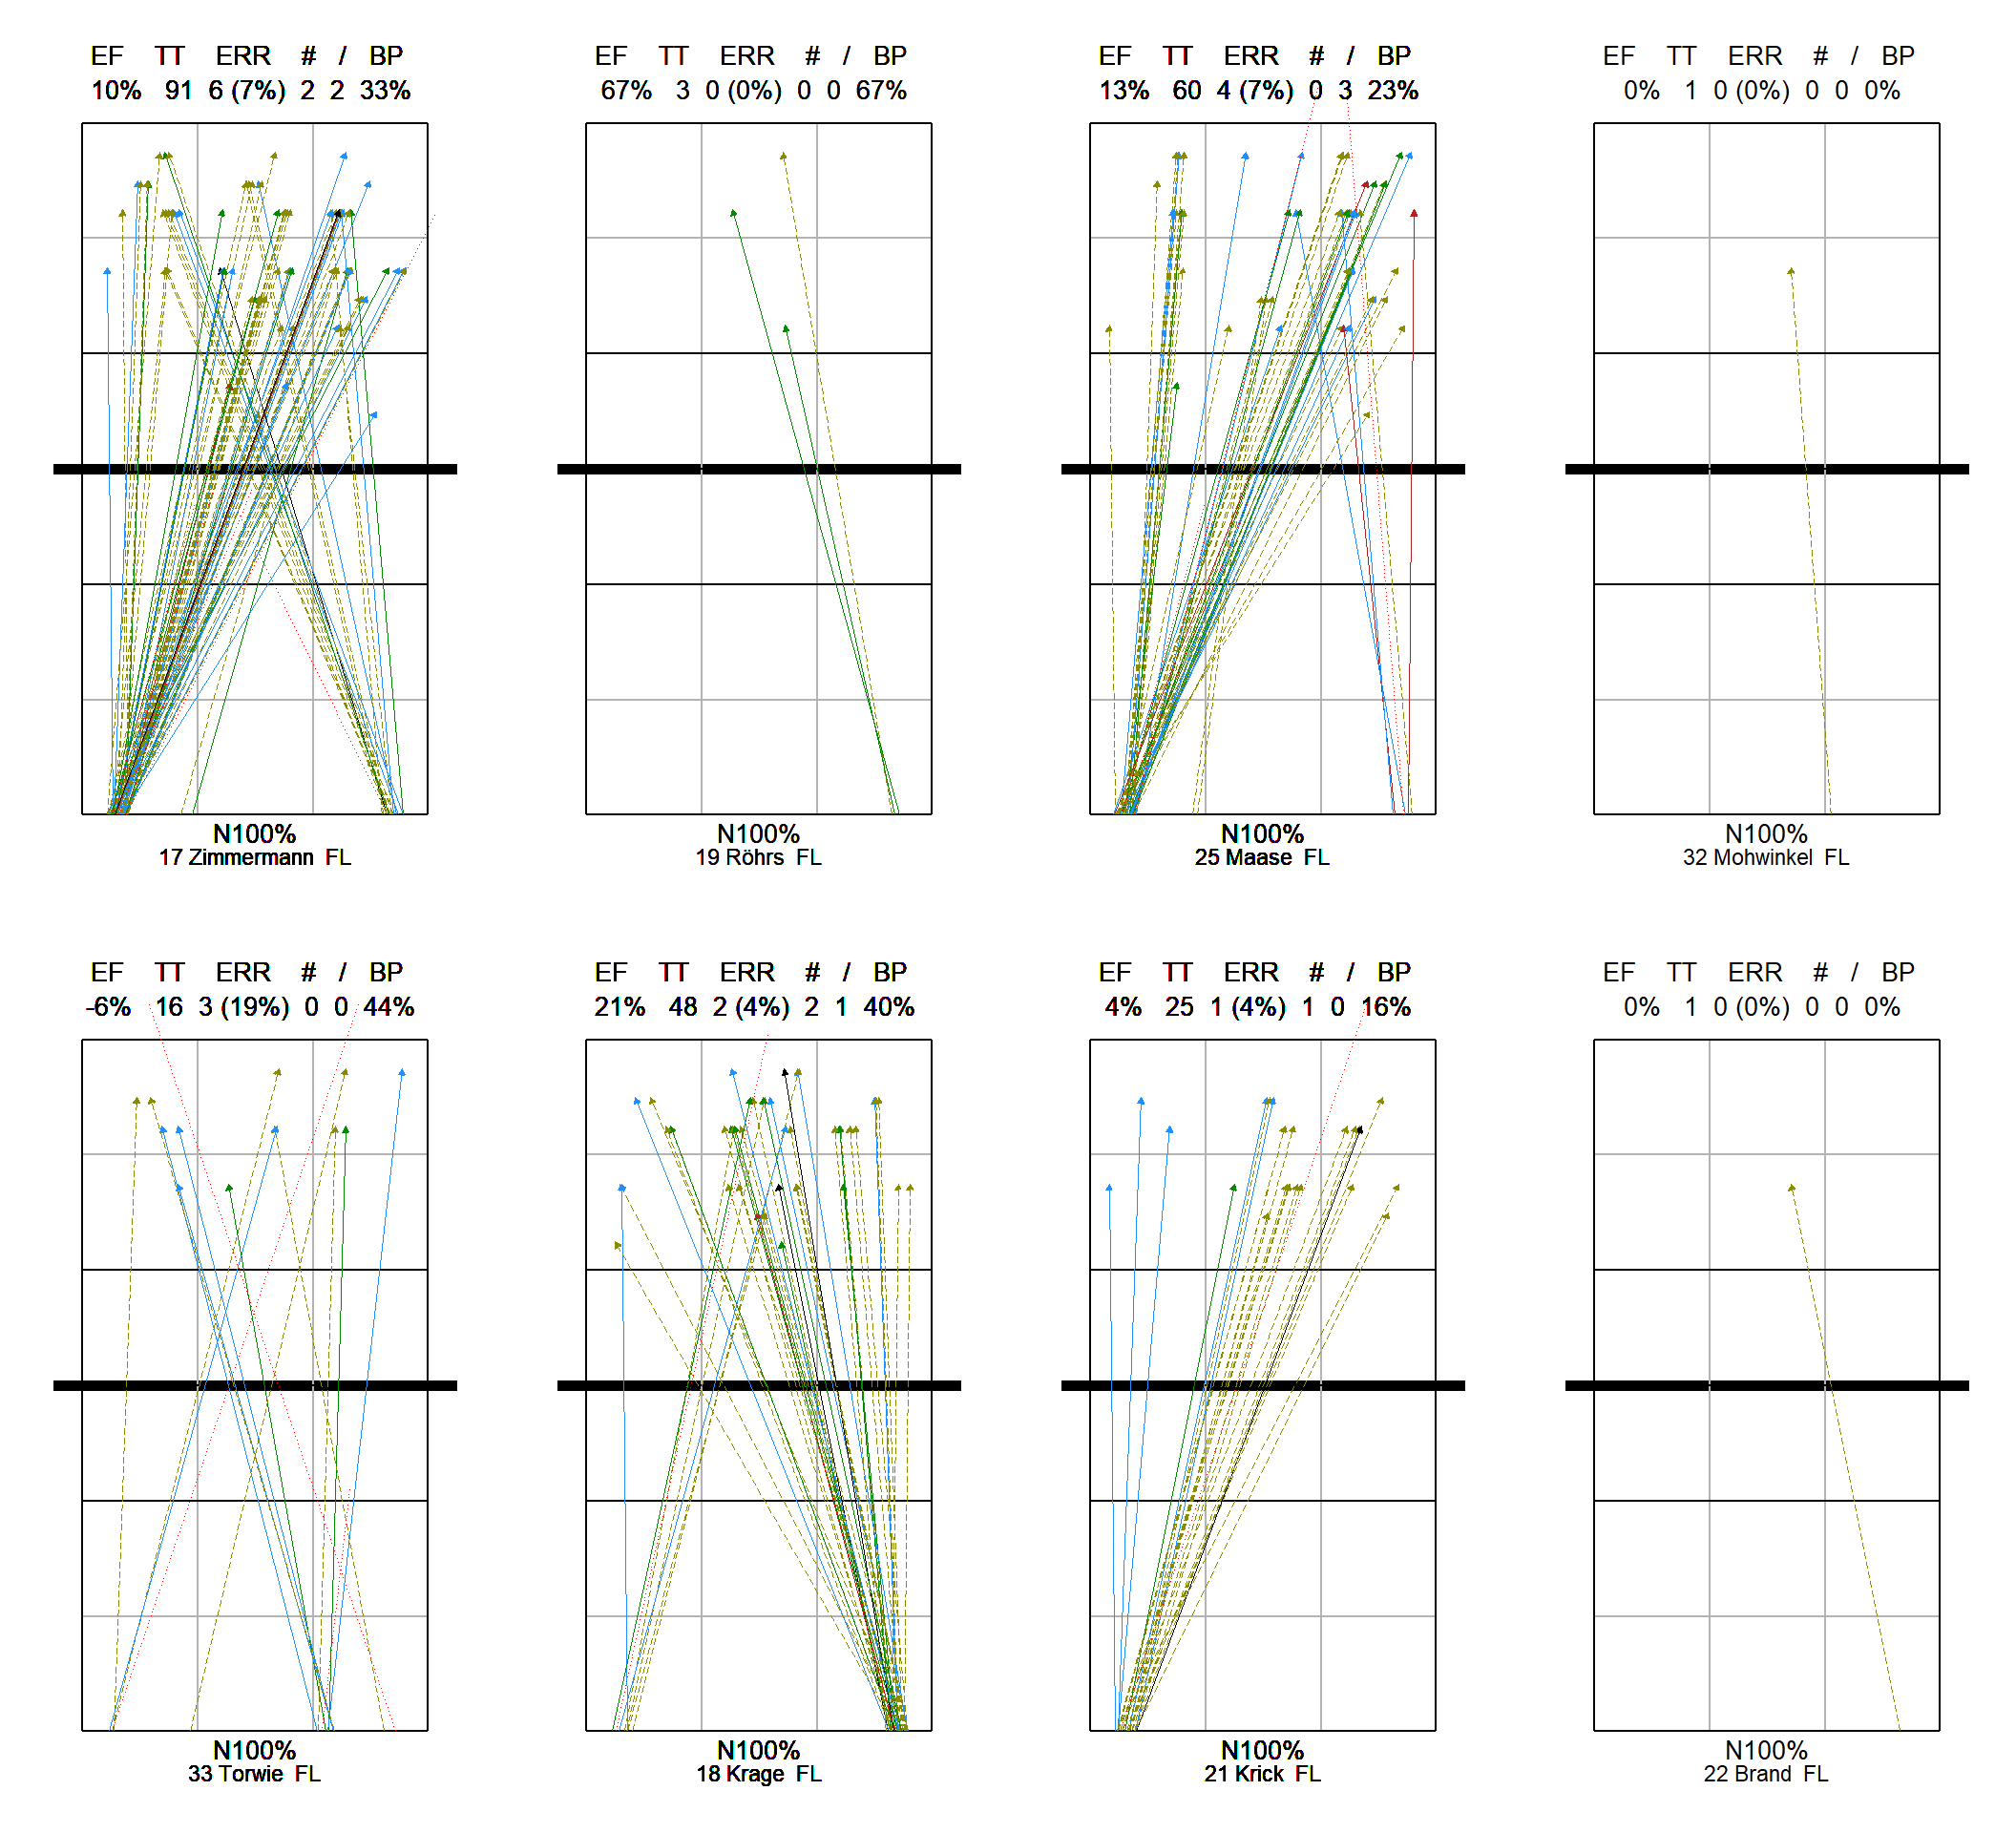 EF TT ERR # / BP
10% 91 6 (7%) 2 2 33%
N100%
17 Zimmermann FL
EF TT ERR # / BP
67% 3 0 (0%) 0 0 67%
N100%
19 Röhrs FL
EF TT ERR # / BP
13% 60 4 (7%) 0 3 23%
N100%
25 Maase FL
EF TT ERR # / BP
0% 1 0 (0%) 0 0 0%
N100%
32 Mohwinkel FL
EF TT ERR # / BP
-6% 16 3 (19%) 0 0 44%
N100%
33 Torwie FL
EF TT ERR # / BP
21% 48 2 (4%) 2 1 40%
N100%
18 Krage FL
EF TT ERR # / BP
4% 25 1 (4%) 1 0 16%
N100%
21 Krick FL
EF TT ERR # / BP
0% 1 0 (0%) 0 0 0%
N100%
22 Brand FL